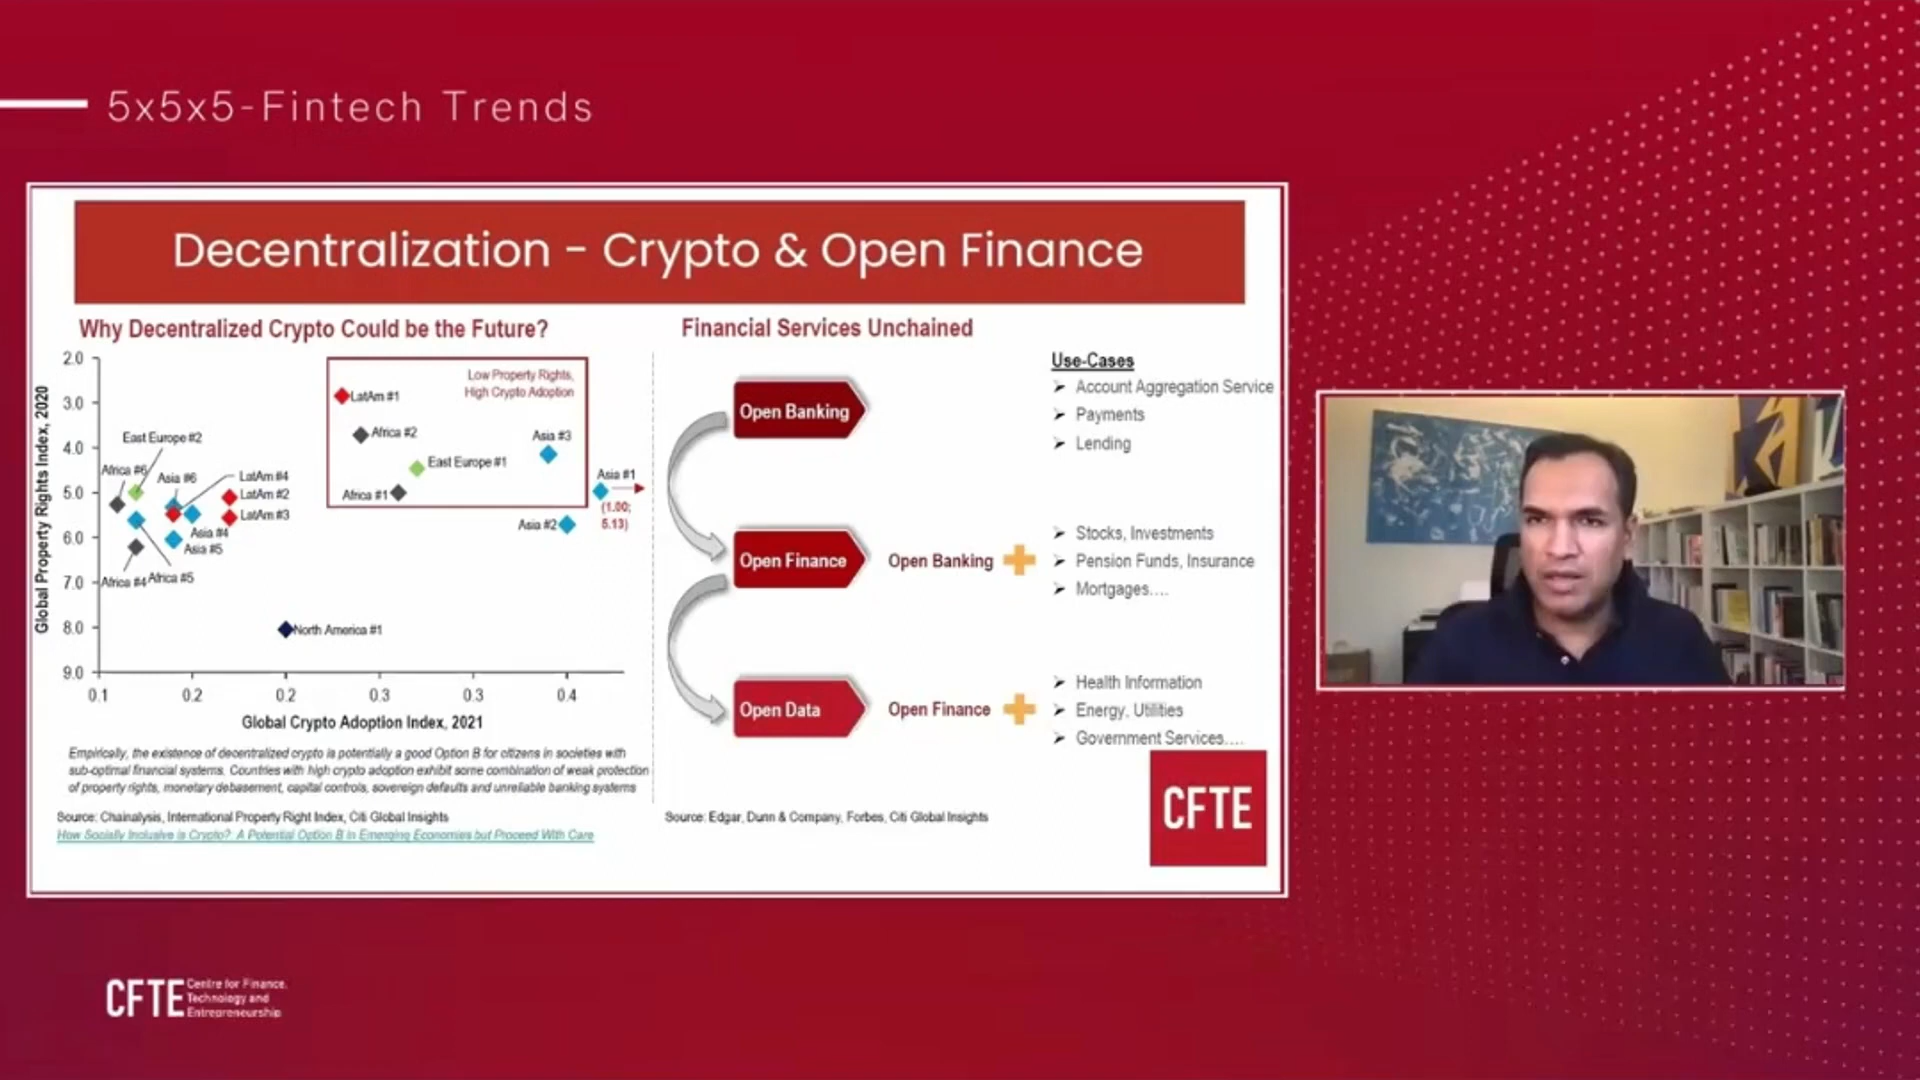 5x5x5-Fintech Trends
Decentralization - Crypto & Open Finance
Why Decentralized Crypto Could be the Future?
Global Property Rights Index, 2020
2.0
3.0
4.0
5.0
6.0
7.0
8.0
9.0
Low Property Rights,
High Crypto Adoption
LatAm #1
Africa #2
Asia #3
East Europe #1
Africa #1
East Europe #2
Africa #6
Asia #6
LatAm #4
LatAm #2
LatAm #3
Asia #4
Asia #5
Africa #4
Africa #5
Asia #1
(1.00;
5.13)
Asia #2
North America #1
0.1
0.2
0.2
0.3
0.3
0.4
Global Crypto Adoption Index, 2021
Empirically, the existence of decentralized crypto is potentially a good Option B for citizens in societies with
sub-optimal financial systems. Countries with high crypto adoption exhibit some combination of weak protection
of property rights, monetary debasement, capital controls, sovereign defaults and unreliable banking systems
Source: Chainalysis, International Property Right Index, Citi Global Insights
How Socially Inclusive is Crypto? A Potential Option B in Emerging Economies but Proceed With Care
Financial Services Unchained
Use-Cases
Open Banking
Account Aggregation Service
Payments
Lending
Open Finance
Open Banking
Stocks, Investments
Pension Funds, Insurance
Mortgages….
Open Data
Open Finance
Health Information
Energy, Utilities
Government Services….
Source: Edgar, Dunn & Company, Forbes, Citi Global Insights
CFTE
CFTE
Centre for Finance,
Technology and
Entrepreneurship